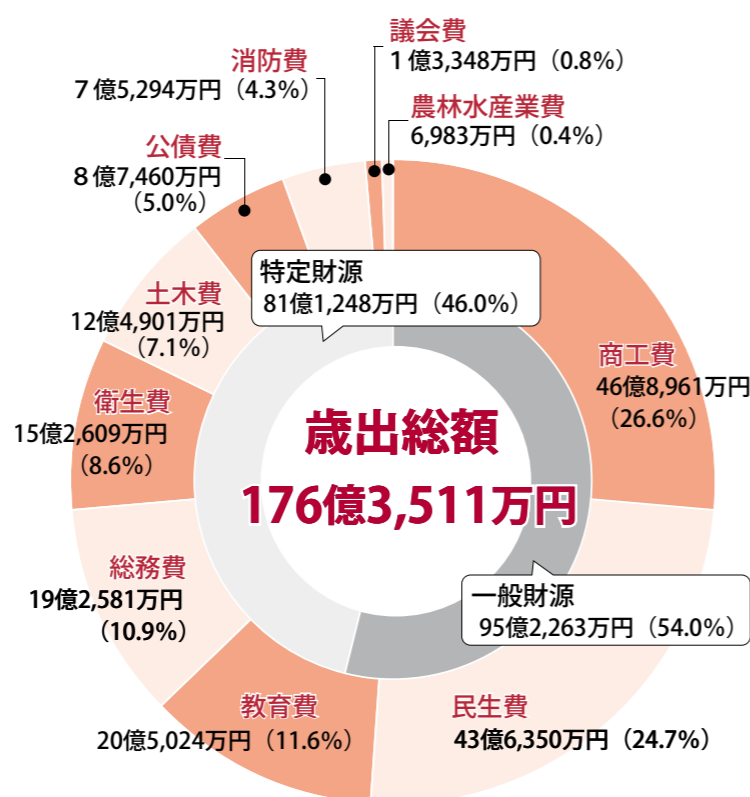 議会費
1億3,348万円（0.8%）
消防費
7億5,294万円（4.3%）
農林水産業費
6,983万円（0.4%）
公債費
8億7,460万円
（5.0%）
特定財源
81億1,248万円（46.0%）
土木費
12億4,901万円
（7.1%）
商工費
46億8,961万円
（26.6%）
衛生費
15億2,609万円
（8.6%）
歳出総額
176億3,511万円
総務費
19億2,581万円
（10.9%）
一般財源
95億2,263万円（54.0%）
教育費
20億5,024万円（11.6%）
民生費
43億6,350万円（24.7%）